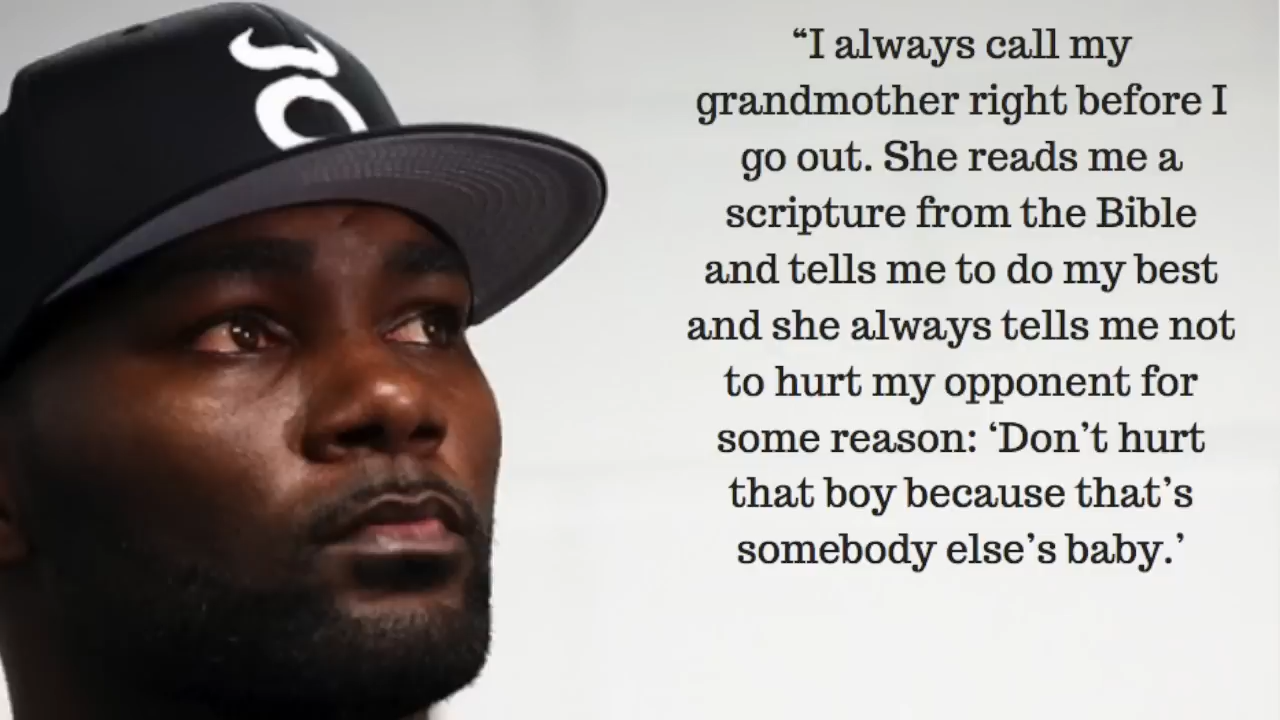 “I always call my
grandmother right before I
go out. She reads me a
scripture from the Bible
and tells me to do my best
and she always tells me not
to hurt my opponent for
some reason: ‘Don’t hurt
that boy because that’s
somebody else’s baby.’